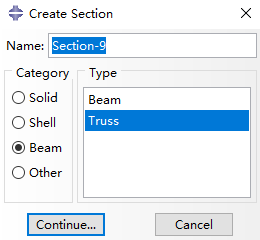 Create Section
Name: Section-9
Category
Type
Solid
Shell
Beam
Other
Beam
Truss
Continue...
Cancel